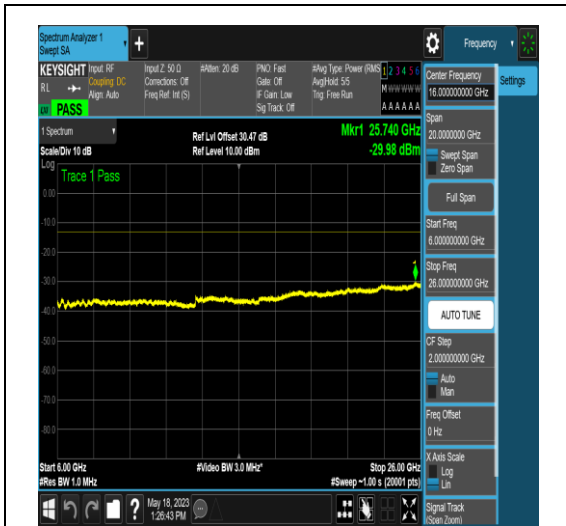 Spectrum Analyzer 1
Swept SA
+
Frequency
KEYSIGHT
RL
PASS
Input: RF
Coupling: DC
Align: Auto
Input Z: 50 Ω
Corrections: Off
Freq Ref: Int (S)
#Atten: 20 dB
PNO: Fast
Gate: Off
IF Gain: Low
Sig Track: Off
#Avg Type: Power (RMS
Avg|Hold: 5/5
Trig: Free Run
1 2 3 4 5 6
M W W W W W
A A A A A A
1 Spectrum
Scale/Div 10 dB
Ref Lvl Offset 30.47 dB
Ref Level 10.00 dBm
Mkr1 25.740 GHz
-29.98 dBm
Log
Trace 1 Pass
0.00
-10.0
-20.0
-30.0
-40.0
-50.0
-60.0
-70.0
-80.0
Start 6.00 GHz
#Res BW 1.0 MHz
#Video BW 3.0 MHz*
Stop 26.00 GHz
#Sweep ~1.00 s (20001 pts)
Center Frequency
16.000000000 GHz
Settings
Span
20.0000000 GHz
Swept Span
Zero Span
Full Span
Start Freq
6.000000000 GHz
Stop Freq
26.000000000 GHz
AUTO TUNE
CF Step
2.000000000 GHz
Auto
Man
Freq Offset
0 Hz
X Axis Scale
Log
Lin
Signal Track
(Span Zoom)
?
May 18, 2023
1:26:43 PM